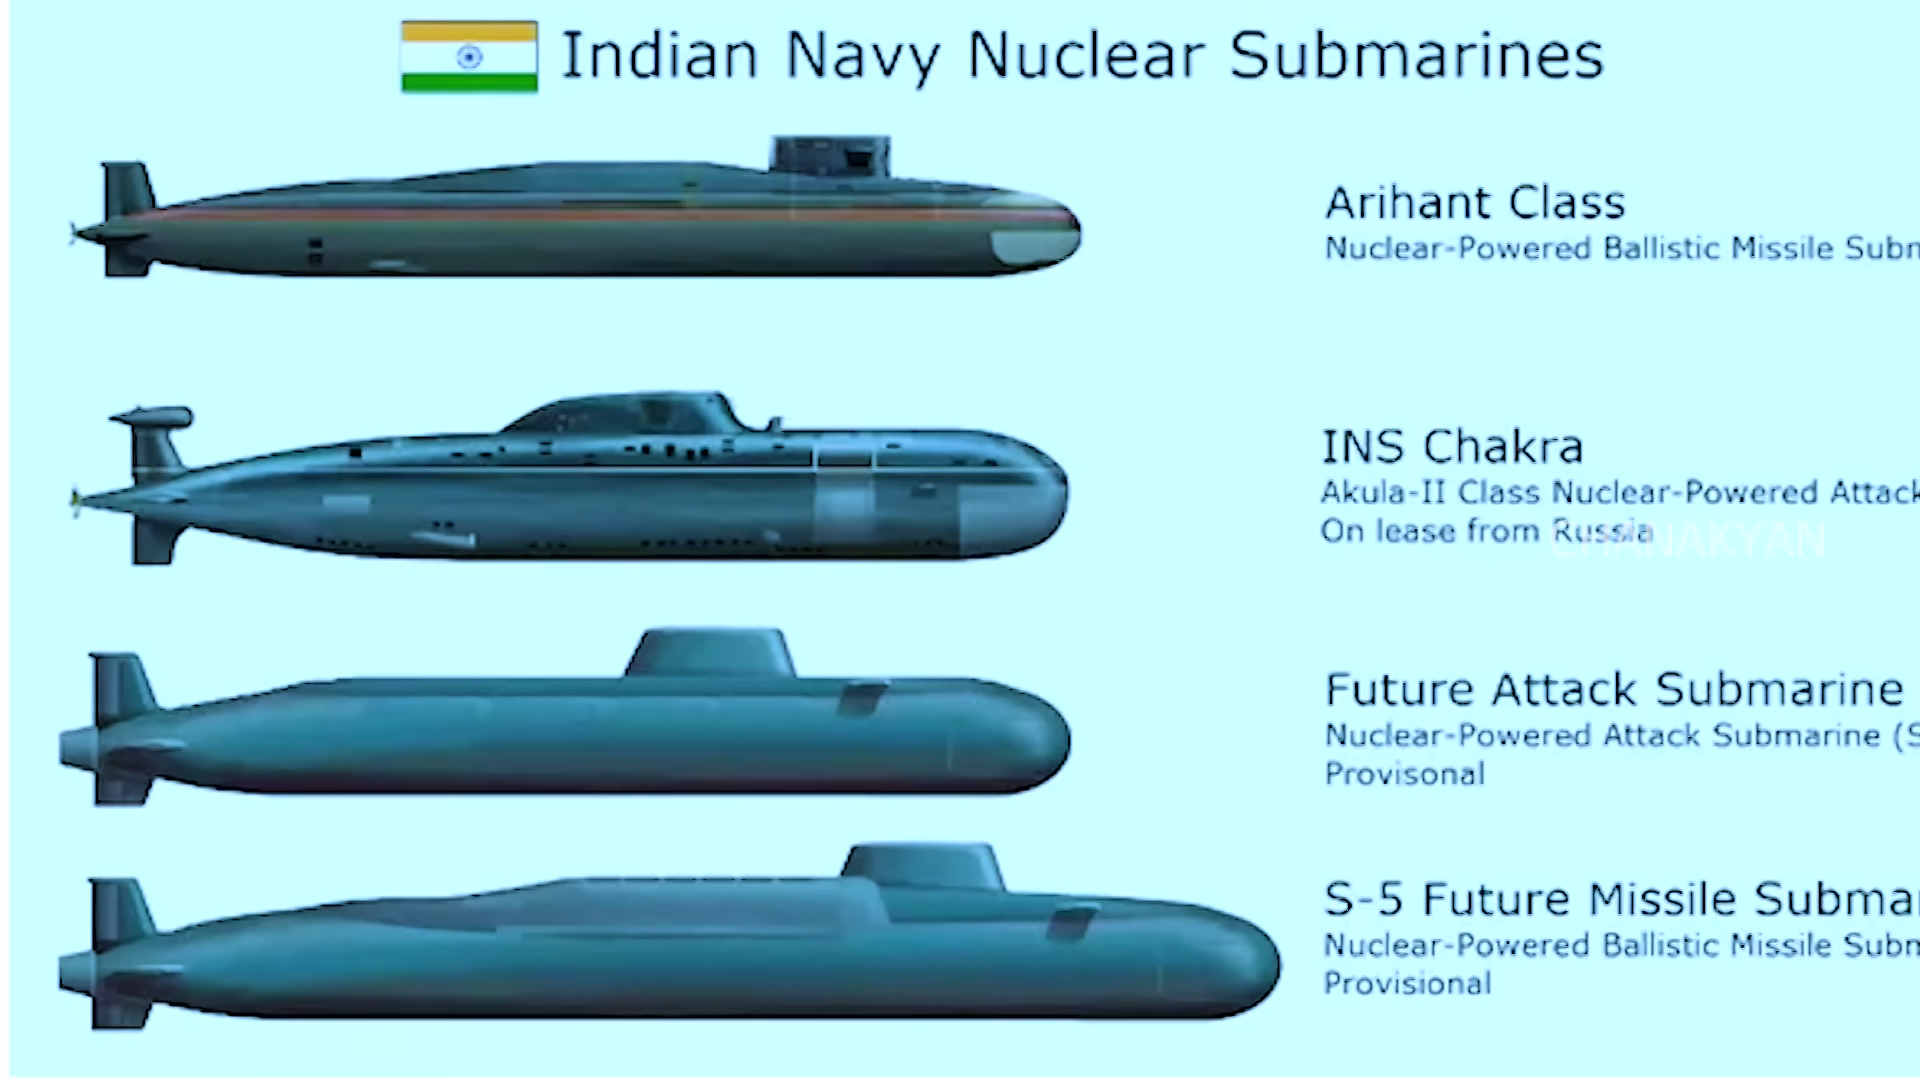 Indian Navy Nuclear Submarines
Arihant Class
Nuclear-Powered Ballistic Missile Subm
INS Chakra
Akula-II Class Nuclear-Powered Attack
On lease from Russia
CHANAKYAN
Future Attack Submarine
Nuclear-Powered Attack Submarine (S
Provisonal
S-5 Future Missile Submar
Nuclear-Powered Ballistic Missile Subm
Provisional